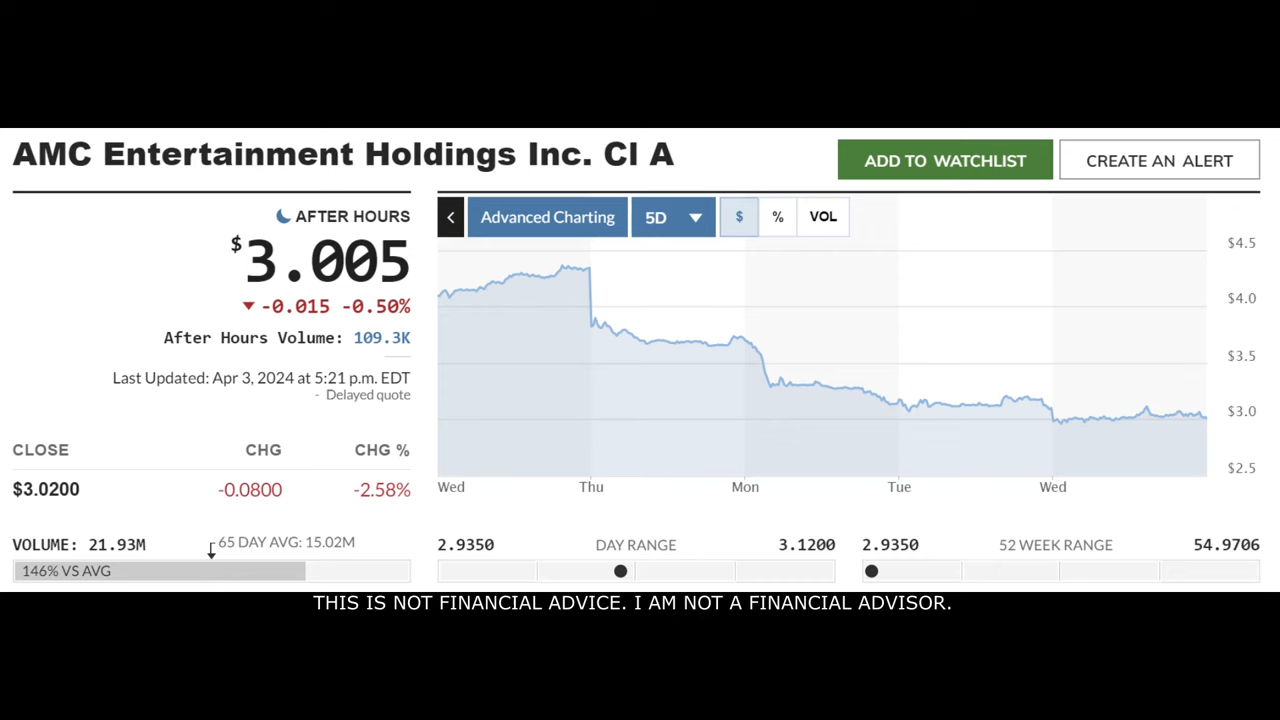 AMC Entertainment Holdings Inc. Cl A
ADD TO WATCHLIST
CREATE AN ALERT
AFTER HOURS
$3.005
-0.015 -0.50%
After Hours Volume: 109.3K
Last Updated: Apr 3, 2024 at 5:21 p.m. EDT
- Delayed quote
CLOSE CHG CHG %
$3.0200 -0.0800 -2.58%
VOLUME: 21.93M
65 DAY AVG: 15.02M
146% VS AVG
Advanced Charting 5D $ % VOL
$4.5
$4.0
$3.5
$3.0
$2.5
Wed Thu Mon Tue Wed
2.9350 DAY RANGE 3.1200
2.9350 52 WEEK RANGE 54.9706
THIS IS NOT FINANCIAL ADVICE. I AM NOT A FINANCIAL ADVISOR.